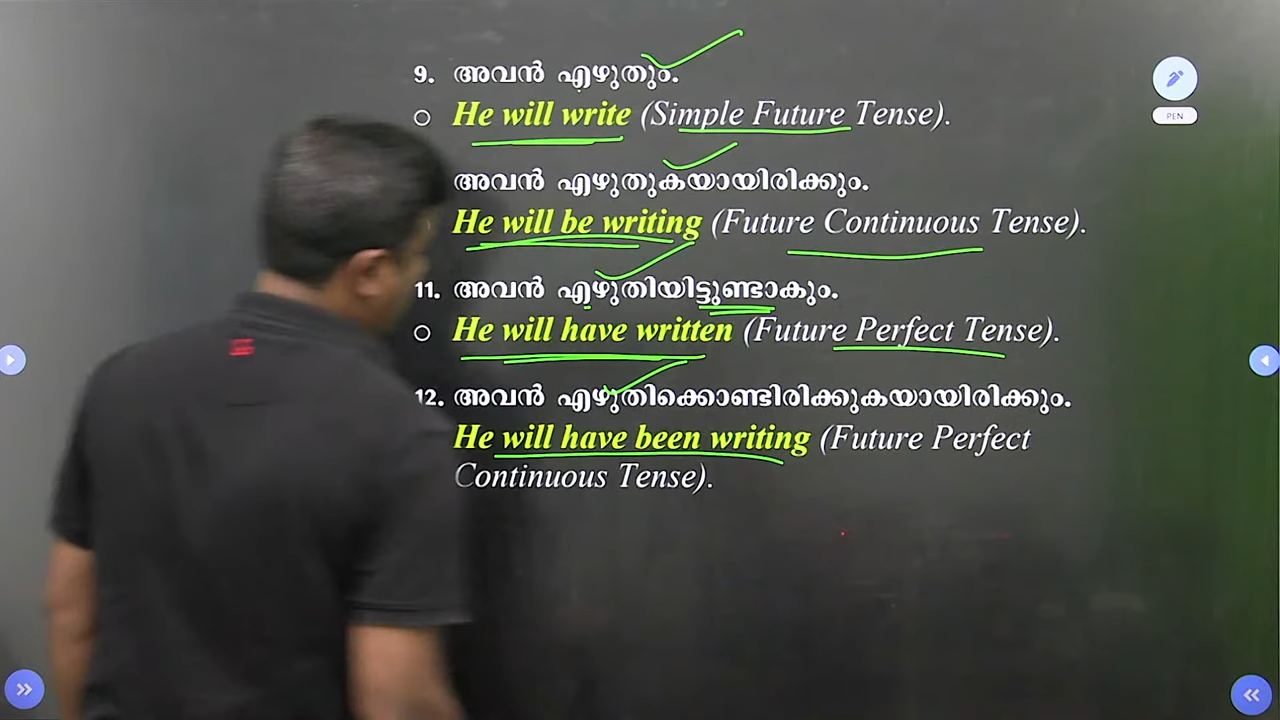 9. അവൻ എഴുതും.
○ He will write (Simple Future Tense).
അവൻ എഴുതുകയായിരിക്കും.
He will be writing (Future Continuous Tense).
11. അവൻ എഴുതിയിട്ടുണ്ടാകും.
○ He will have written (Future Perfect Tense).
12. അവൻ എഴുതിക്കൊണ്ടിരിക്കുകയായിരിക്കും.
He will have been writing (Future Perfect
Continuous Tense).
PEN